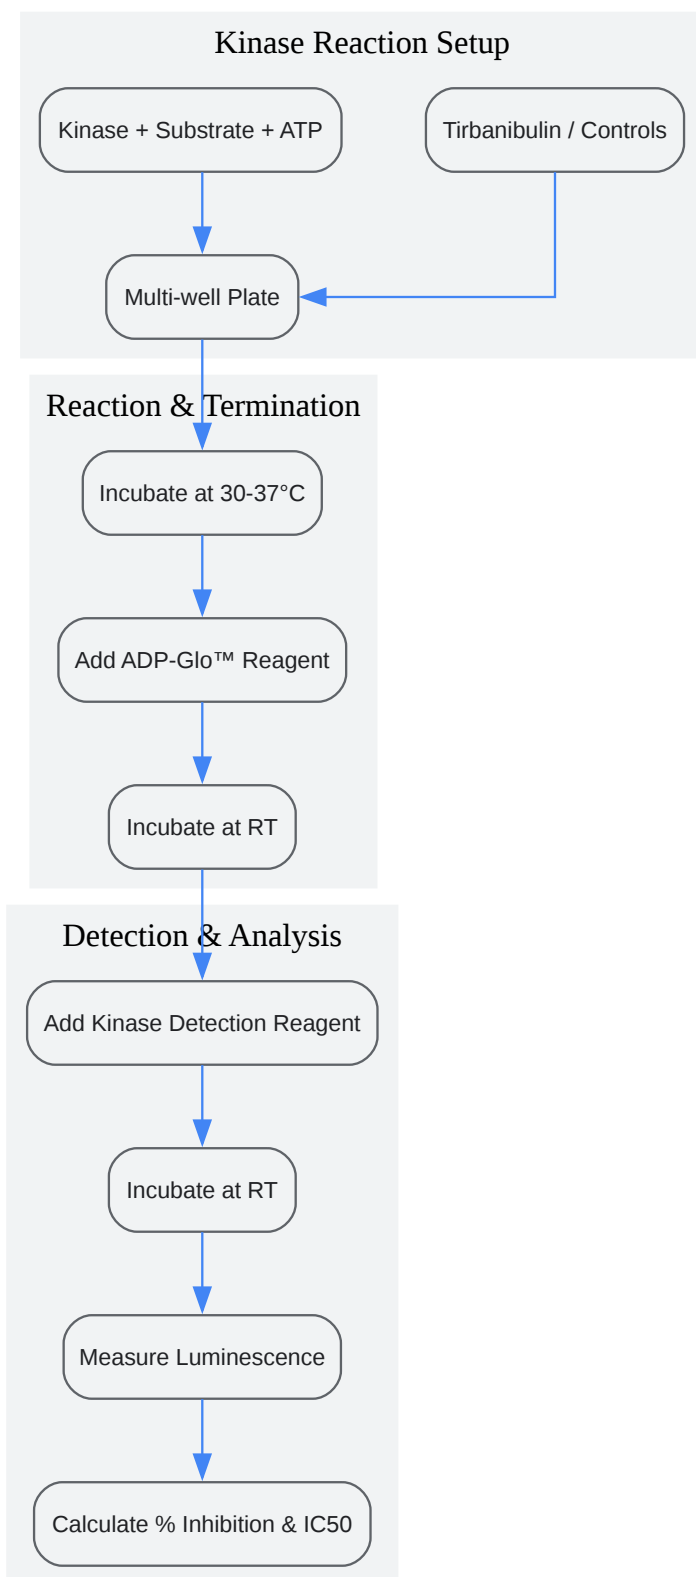 Kinase Reaction Setup
Kinase + Substrate + ATP
Tirbanibulin / Controls
Multi-well Plate
Reaction & Termination
Incubate at 30-37°C
Add ADP-Glo™ Reagent
Incubate at RT
Detection & Analysis
Add Kinase Detection Reagent
Incubate at RT
Measure Luminescence
Calculate % Inhibition & IC50